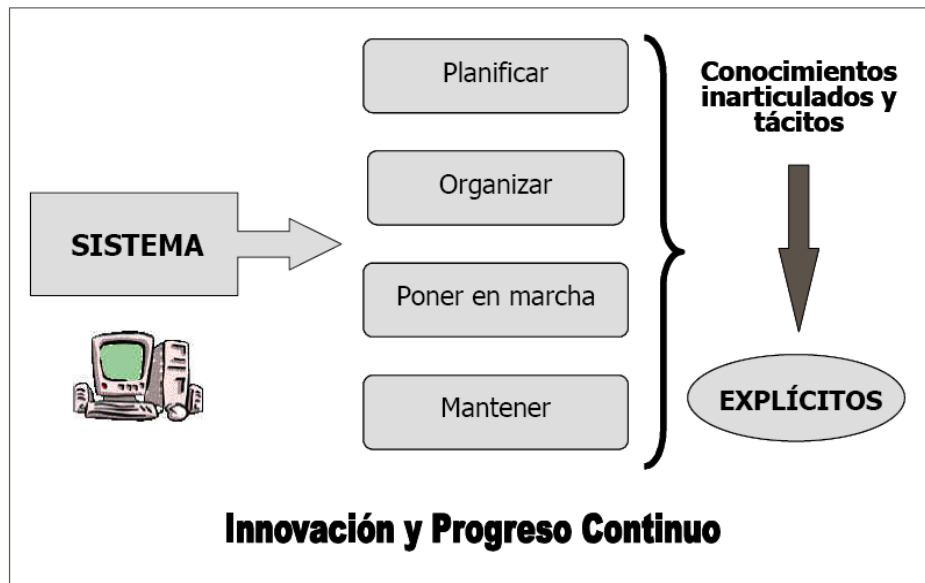 SISTEMA
Planificar
Organizar
Poner en marcha
Mantener
Conocimientos
inarticulados y
tácitos
EXPLÍCITOS
Innovación y Progreso Continuo